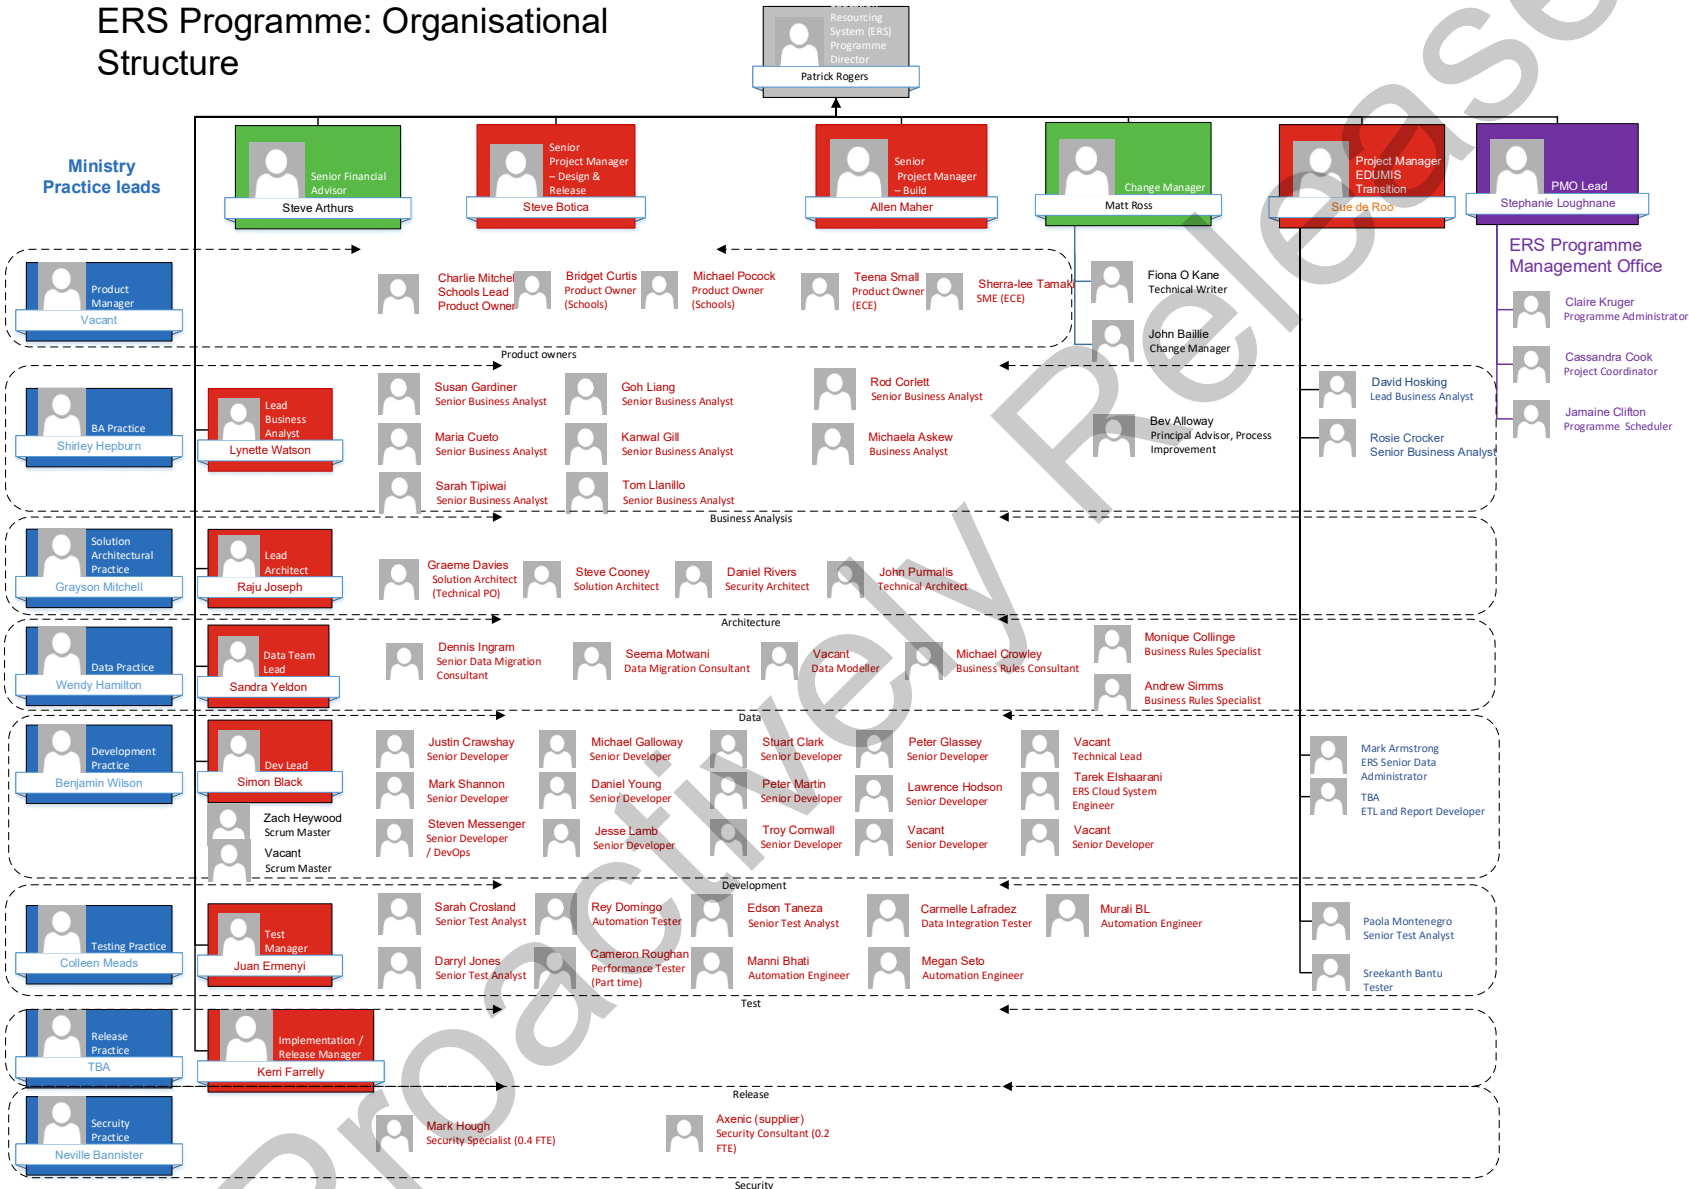 ERS Programme: Organisational
Structure
Resourcing
System (ERS)
Programme
Director
Patrick Rogers
Ministry
Practice leads
Senior Financial
Advisor
Steve Arthurs
Senior
Project Manager
– Design &
Release
Steve Botica
Senior
Project Manager
– Build
Allen Maher
Change Manager
Matt Ross
Project Manager
EDUMIS
Transition
Sue de Roo
PMO Lead
Stephanie Loughnane
ERS Programme
Management Office
Claire Kruger
Programme Administrator
Cassandra Cook
Project Coordinator
Jamaine Clifton
Programme Scheduler
Product
Manager
Vacant
Charlie Mitchel
Schools Lead
Product Owner
Bridget Curtis
Product Owner
(Schools)
Michael Pocock
Product Owner
(Schools)
Teena Small
Product Owner
(ECE)
Sherra-lee Tamak
SME (ECE)
Fiona O Kane
Technical Writer
John Baillie
Change Manager
Product owners
BA Practice
Shirley Hepburn
Lead
Business
Analyst
Lynette Watson
Susan Gardiner
Senior Business Analyst
Goh Liang
Senior Business Analyst
Rod Corlett
Senior Business Analyst
Maria Cueto
Senior Business Analyst
Kanwal Gill
Senior Business Analyst
Michaela Askew
Business Analyst
Sarah Tipiwai
Senior Business Analyst
Tom Llanillo
Senior Business Analyst
Bev Alloway
Principal Advisor, Process
Improvement
David Hosking
Lead Business Analyst
Rosie Crocker
Senior Business Analyst
Business Analysis
Solution
Architectural
Practice
Grayson Mitchell
Lead
Architect
Raju Joseph
Graeme Davies
Solution Architect
(Technical PO)
Steve Cooney
Solution Architect
Daniel Rivers
Security Architect
John Purmalis
Technical Architect
Architecture
Data Practice
Wendy Hamilton
Data Team
Lead
Sandra Yeldon
Dennis Ingram
Senior Data Migration
Consultant
Seema Motwani
Data Migration Consultant
Vacant
Data Modeller
Michael Crowley
Business Rules Consultant
Monique Collinge
Business Rules Specialist
Andrew Simms
Business Rules Specialist
Data
Development
Practice
Benjamin Wilson
Dev Lead
Simon Black
Zach Heywood
Scrum Master
Vacant
Scrum Master
Justin Crawshay
Senior Developer
Michael Galloway
Senior Developer
Stuart Clark
Senior Developer
Peter Glassey
Senior Developer
Vacant
Technical Lead
Mark Shannon
Senior Developer
Daniel Young
Senior Developer
Peter Martin
Senior Developer
Lawrence Hodson
Senior Developer
Tarek Elshaarani
ERS Cloud System
Engineer
Steven Messenger
Senior Developer
/ DevOps
Jesse Lamb
Senior Developer
Troy Cornwall
Senior Developer
Vacant
Senior Developer
Vacant
Senior Developer
Mark Armstrong
ERS Senior Data
Administrator
TBA
ETL and Report Developer
Development
Testing Practice
Colleen Meads
Test
Manager
Juan Ermenyi
Sarah Crosland
Senior Test Analyst
Rey Domingo
Automation Tester
Edson Taneza
Senior Test Analyst
Carmelle Lafradez
Data Integration Tester
Murali BL
Automation Engineer
Darryl Jones
Senior Test Analyst
Cameron Roughan
Performance Tester
(Part time)
Manni Bhati
Automation Engineer
Megan Seto
Automation Engineer
Paola Montenegro
Senior Test Analyst
Sreekanth Bantu
Tester
Test
Release
Practice
TBA
Implementation /
Release Manager
Kerri Farrelly
Release
Secruity
Practice
Neville Bannister
Mark Hough
Security Specialist (0.4 FTE)
Axenic (supplier)
Security Consultant (0.2
FTE)
Security
Proactively Release